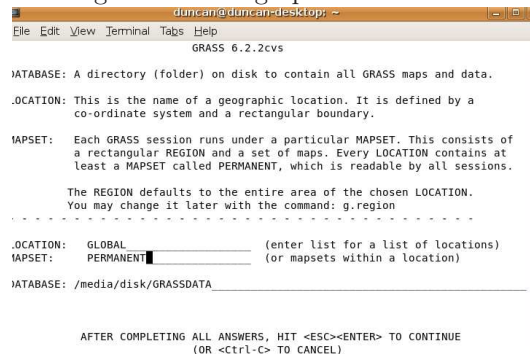 duncan@duncan-desktop: ~
File Edit View Terminal Tabs Help
GRASS 6.2.2cvs
DATABASE: A directory (folder) on disk to contain all GRASS maps and data.
LOCATION: This is the name of a geographic location. It is defined by a
co-ordinate system and a rectangular boundary.
MAPSET: Each GRASS session runs under a particular MAPSET. This consists of
a rectangular REGION and a set of maps. Every LOCATION contains at
least a MAPSET called PERMANENT, which is readable by all sessions.
The REGION defaults to the entire area of the chosen LOCATION.
You may change it later with the command: g.region
- - - - - - - - - - - - - - - - - - - - - - - - - - - - - - - - - -
LOCATION: GLOBAL____________________ (enter list for a list of locations)
MAPSET: PERMANENT_________________ (or mapsets within a location)
DATABASE: /media/disk/GRASSDATA__________________________________________________
AFTER COMPLETING ALL ANSWERS, HIT <ESC><ENTER> TO CONTINUE
(OR <Ctrl-C> TO CANCEL)